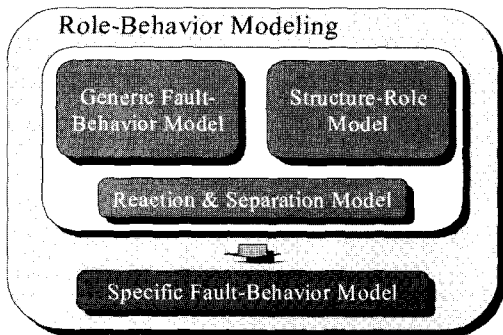 Role-Behavior Modeling
Generic Fault-
Behavior Model
Structure-Role
Model
Reaction & Separation Model
Specific Fault-Behavior Model